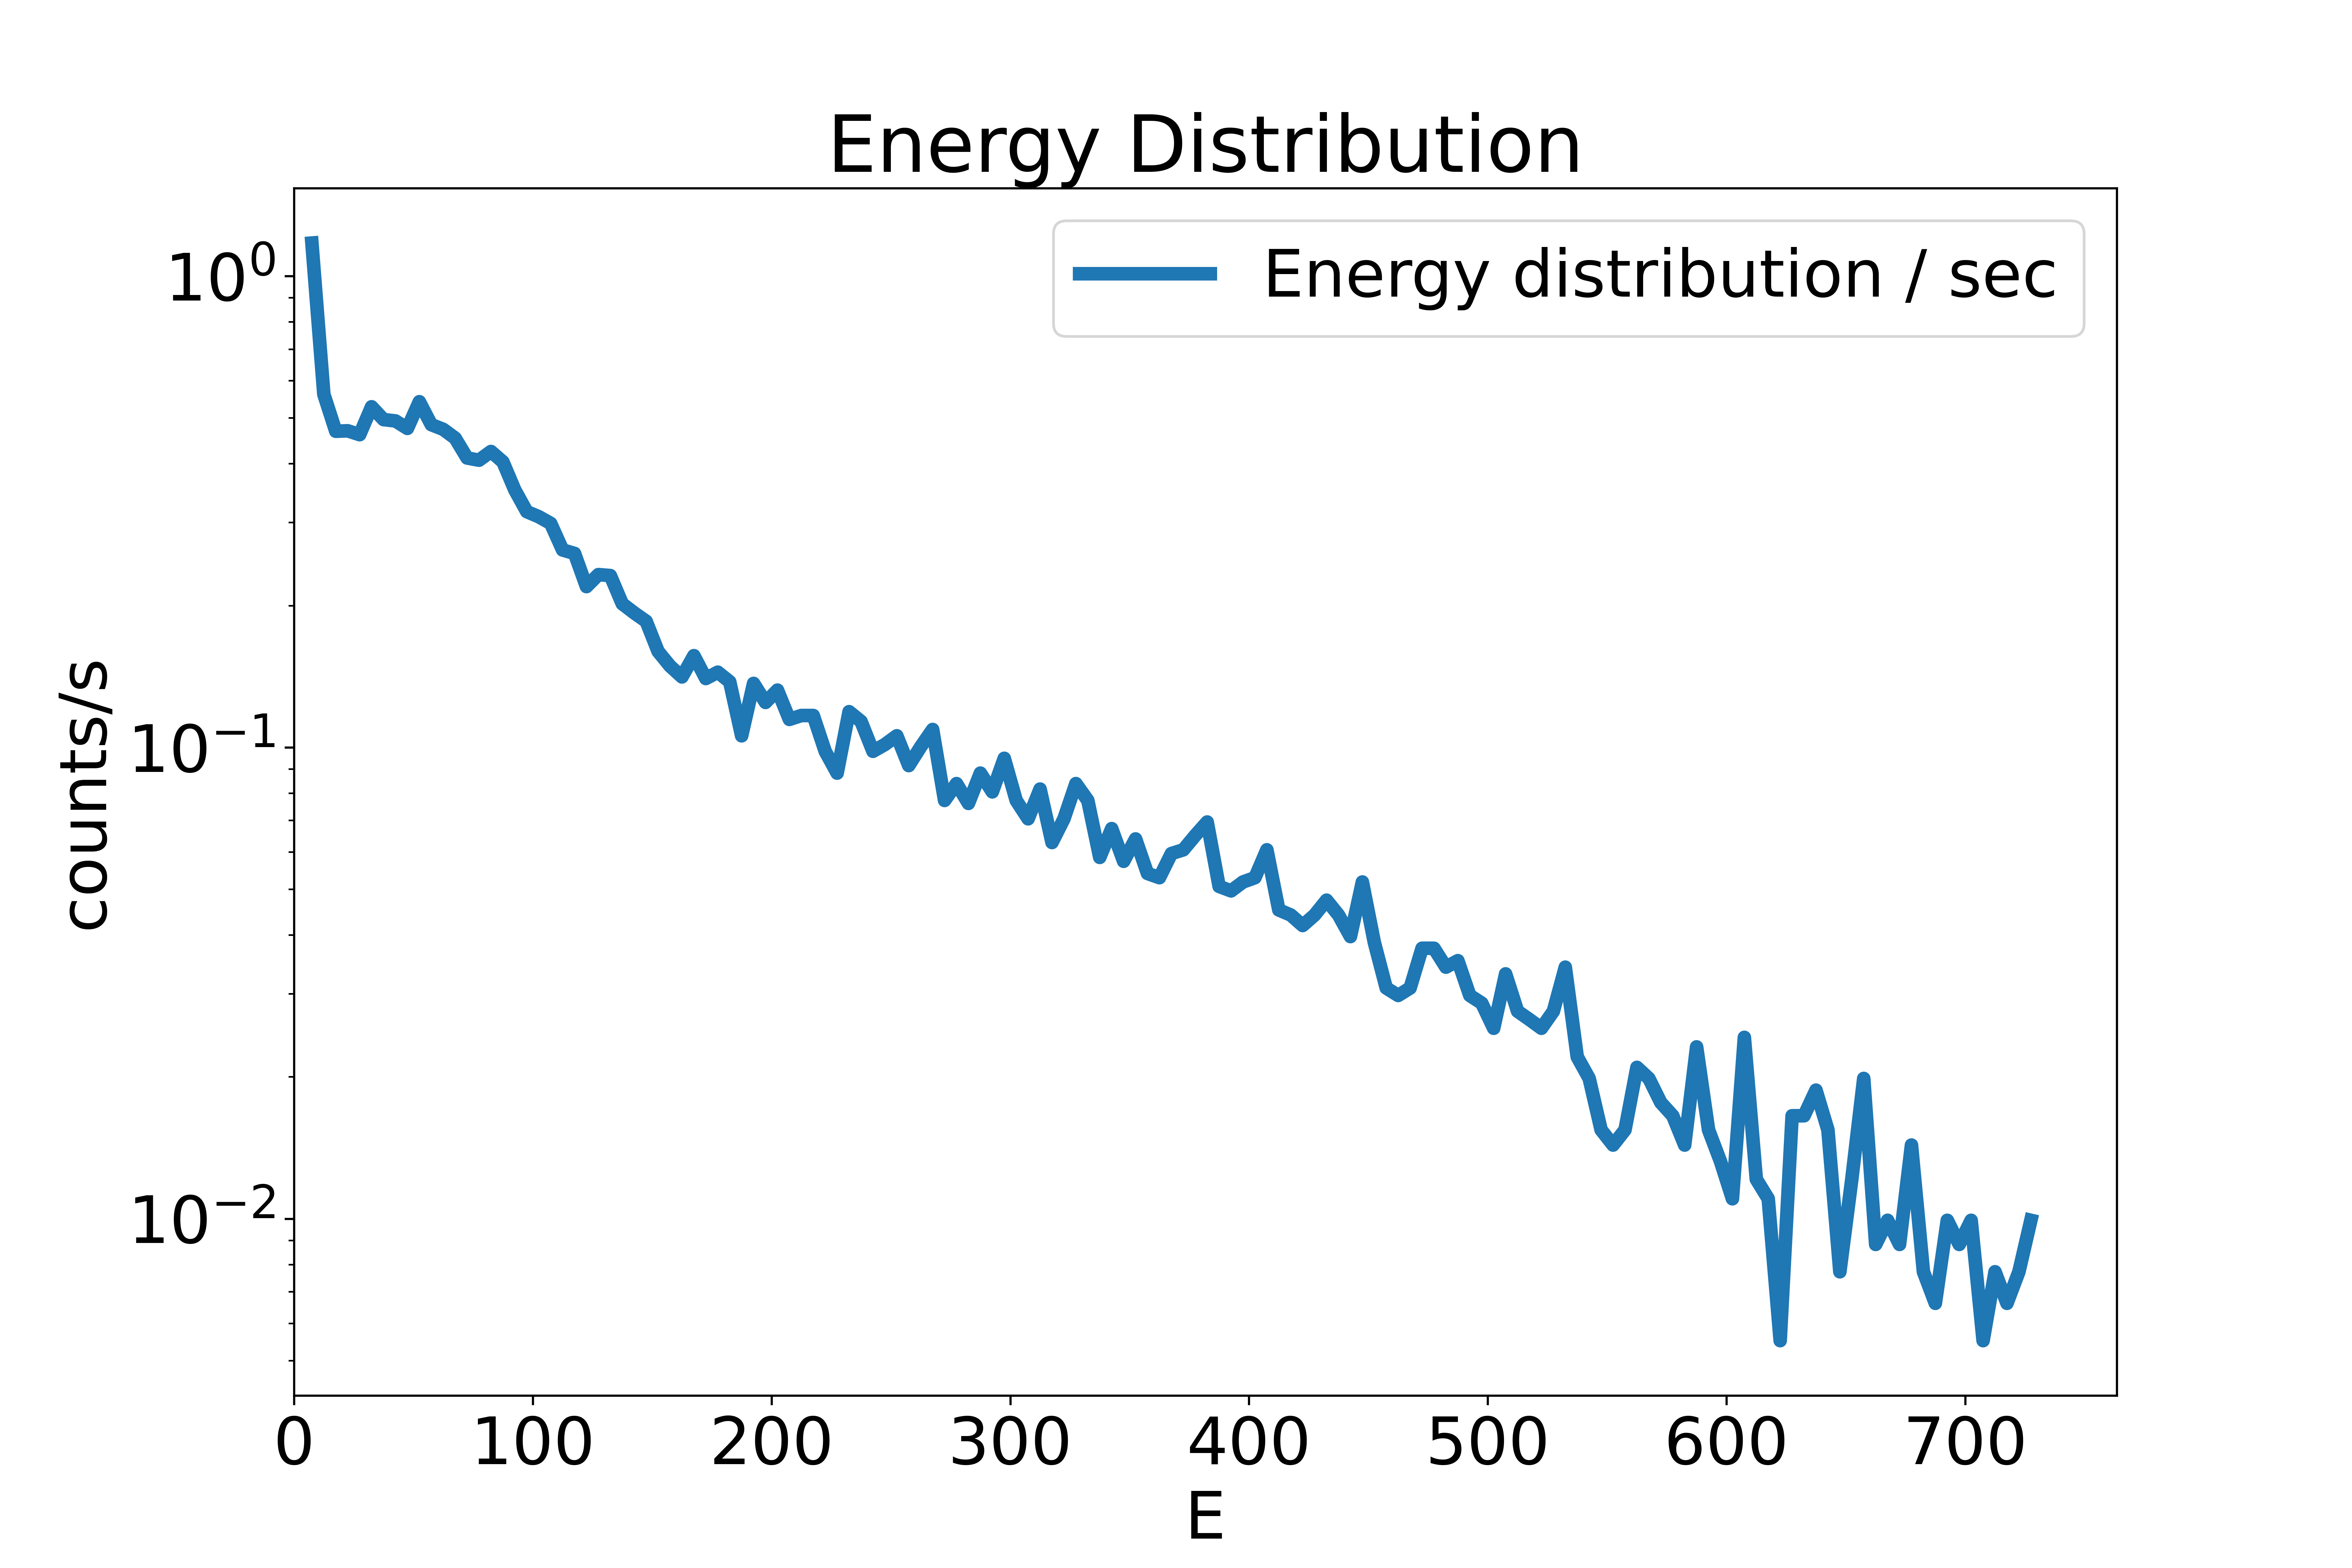 Energy Distribution
Energy distribution / sec
counts/s
10⁰
10⁻¹
10⁻²
0 100 200 300 400 500 600 700
E